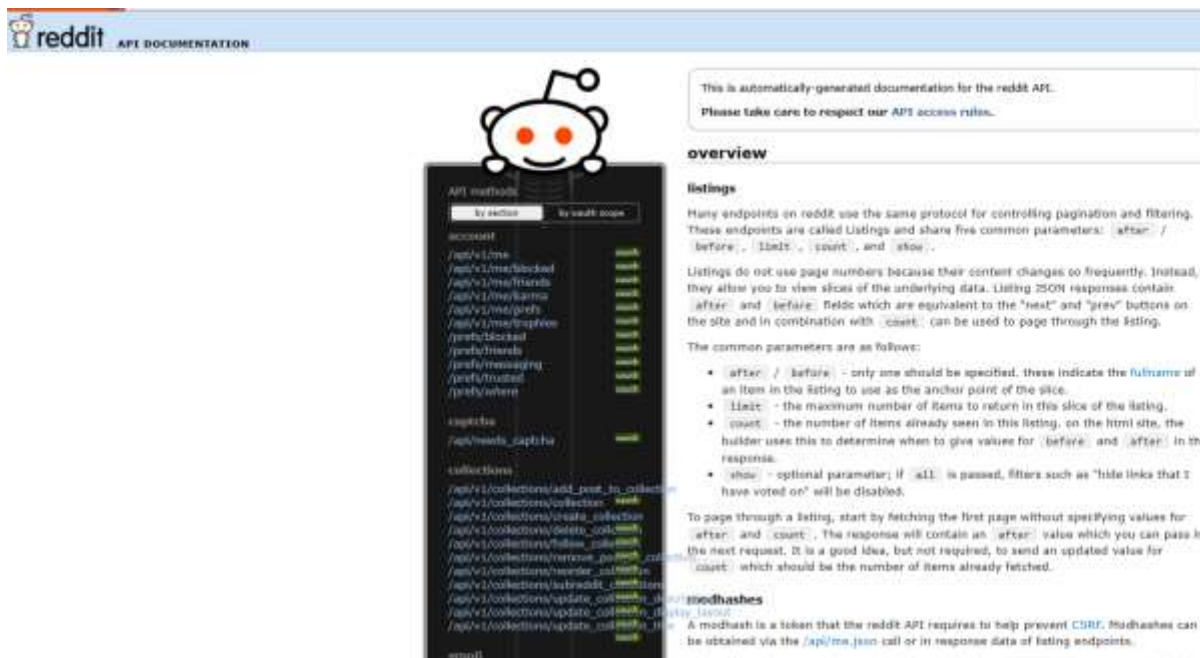 reddit API DOCUMENTATION
This is automatically-generated documentation for the reddit API.
Please take care to respect our API access rules.
overview
listings
Many endpoints on reddit use the same protocol for controlling pagination and filtering.
These endpoints are called Listings and share five common parameters: after /
before , limit , count , and show .
Listings do not use page numbers because their content changes so frequently. Instead,
they allow you to view slices of the underlying data. Listing JSON responses contain
after and before fields which are equivalent to the "next" and "prev" buttons on
the site and in combination with count can be used to page through the listing.
The common parameters are as follows:
after / before - only one should be specified. these indicate the fullname of
an item in the listing to use as the anchor point of the slice.
limit - the maximum number of items to return in this slice of the listing.
count - the number of items already seen in this listing. on the html site, the
builder uses this to determine when to give values for before and after in the
response.
show - optional parameter; if all is passed, filters such as "hide links that I
have voted on" will be disabled.
To page through a listing, start by fetching the first page without specifying values for
after and count . The response will contain an after value which you can pass in
the next request. It is a good idea, but not required, to send an updated value for
count which should be the number of items already fetched.
modhashes
A modhash is a token that the reddit API requires to help prevent CSRF. Modhashes can
be obtained via the /api/me.json call or in response data of listing endpoints.
API methods
by section by oauth scope
account
/api/v1/me
/api/v1/me/blocked
/api/v1/me/friends
/api/v1/me/karma
/api/v1/me/prefs
/api/v1/me/trophies
/prefs/blocked
/prefs/friends
/prefs/messaging
/prefs/trusted
/prefs/where
captcha
/api/needs_captcha
collections
/api/v1/collections/add_post_to_collection
/api/v1/collections/collection
/api/v1/collections/create_collection
/api/v1/collections/delete_collection
/api/v1/collections/follow_collection
/api/v1/collections/reorder_collection
/api/v1/collections/subreddit_collections
emoji